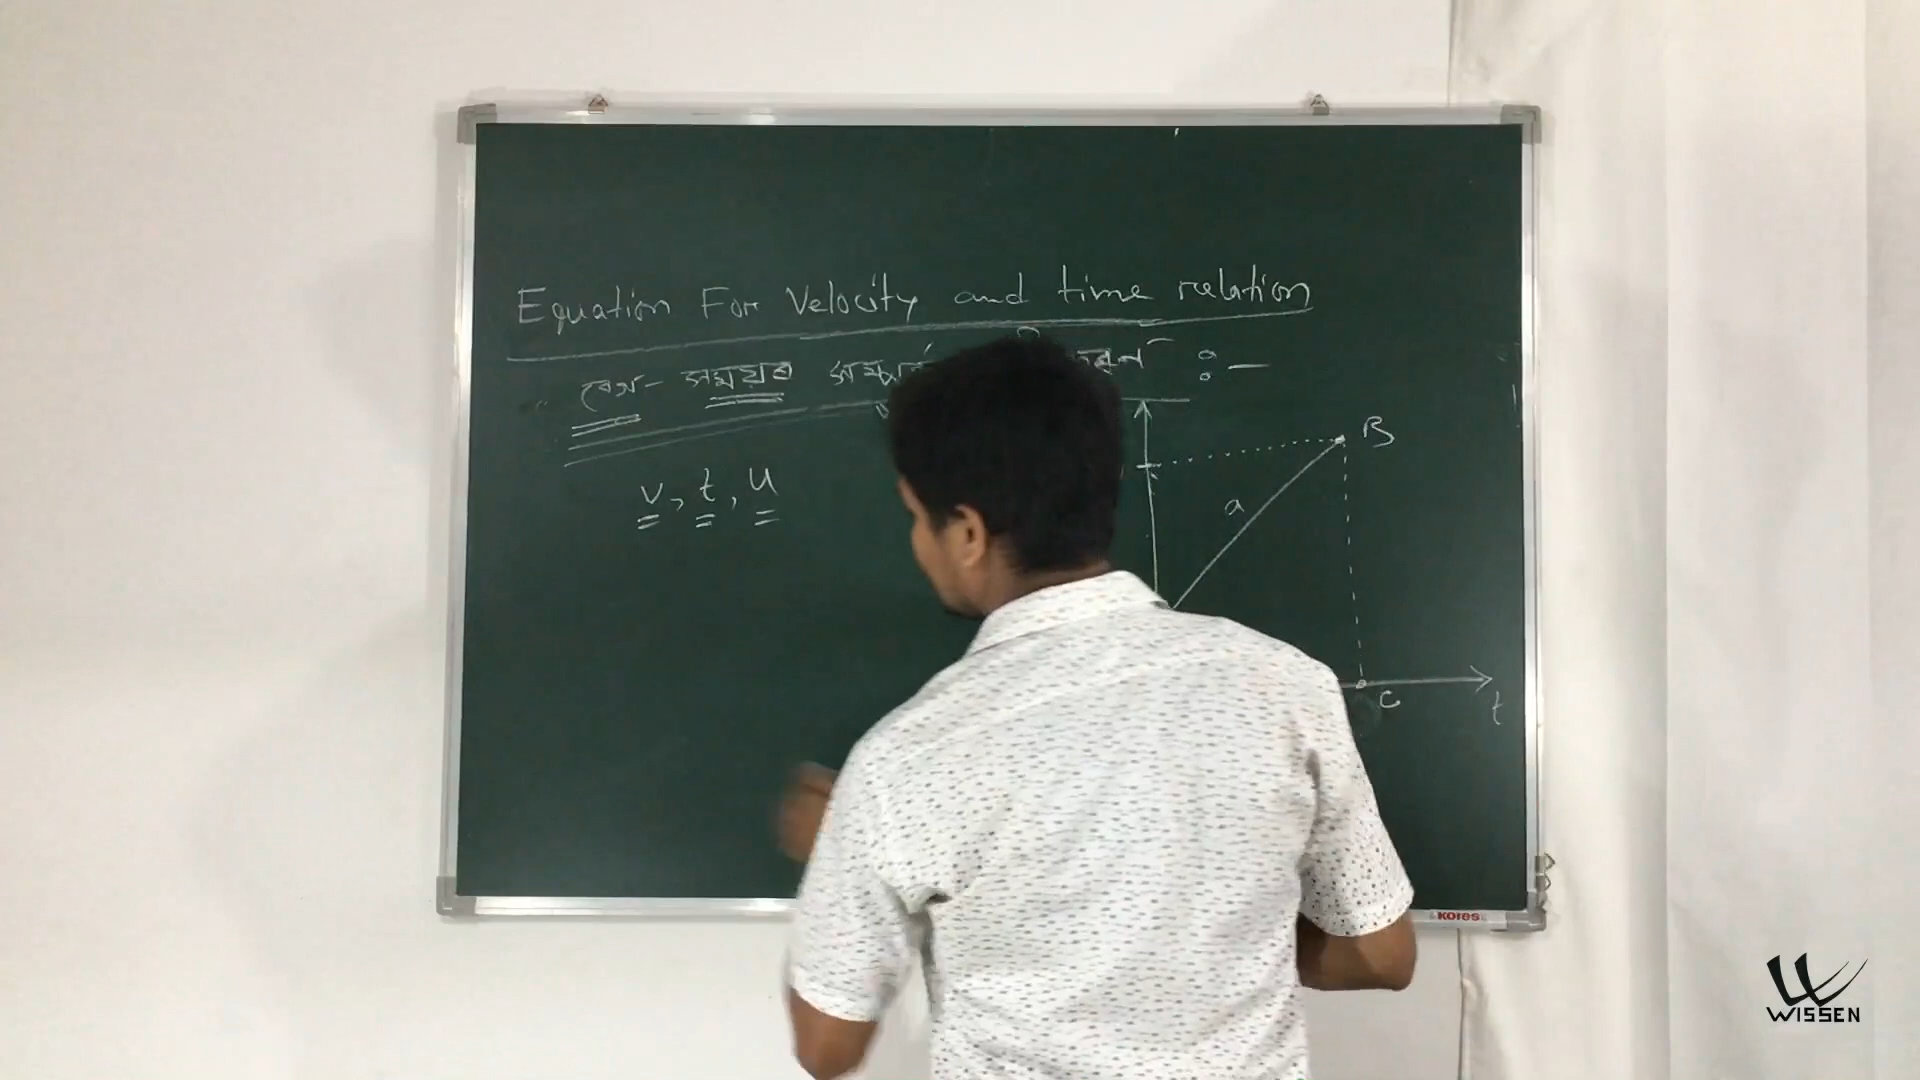 Equation For Velocity and time relation
বেগ- সময়ৰ :-
v, t, u
B
a
C
t
Kores
WISSEN